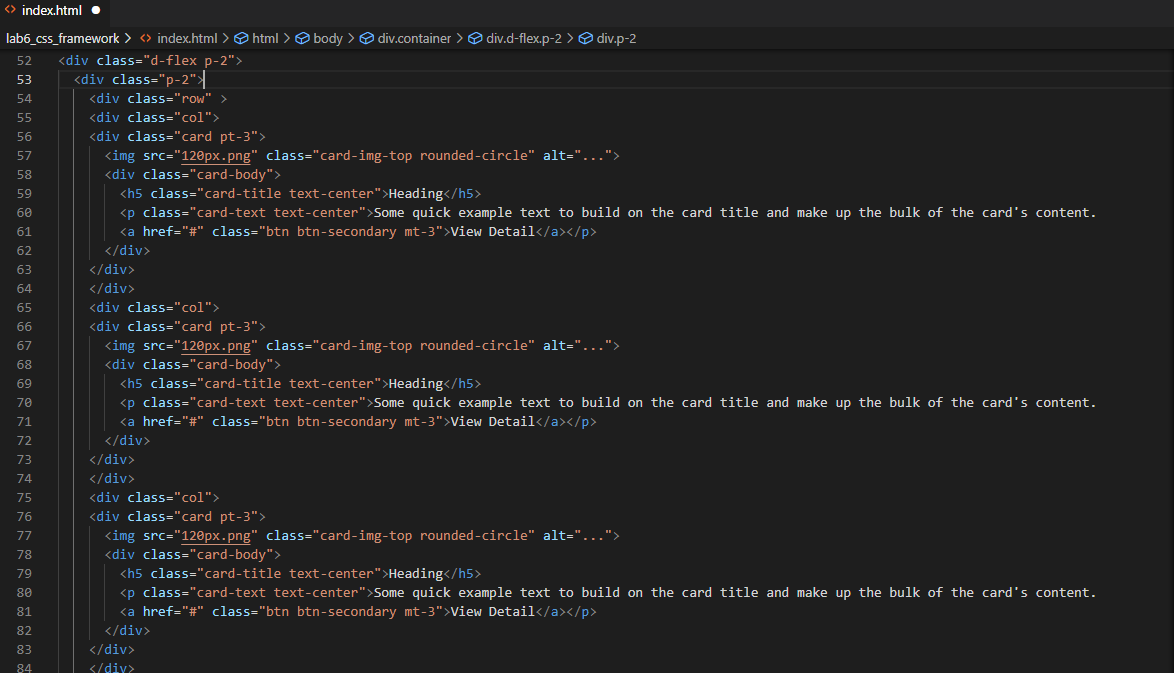 index.html
lab6_css_framework > index.html > html > body > div.container > div.d-flex.p-2 > div.p-2
52 <div class="d-flex p-2">
53 <div class="p-2">
54 <div class="row" >
55 <div class="col">
56 <div class="card pt-3">
57 <img src="120px.png" class="card-img-top rounded-circle" alt="...">
58 <div class="card-body">
59 <h5 class="card-title text-center">Heading</h5>
60 <p class="card-text text-center">Some quick example text to build on the card title and make up the bulk of the card's content.
61 <a href="#" class="btn btn-secondary mt-3">View Detail</a></p>
62 </div>
63 </div>
64 </div>
65 <div class="col">
66 <div class="card pt-3">
67 <img src="120px.png" class="card-img-top rounded-circle" alt="...">
68 <div class="card-body">
69 <h5 class="card-title text-center">Heading</h5>
70 <p class="card-text text-center">Some quick example text to build on the card title and make up the bulk of the card's content.
71 <a href="#" class="btn btn-secondary mt-3">View Detail</a></p>
72 </div>
73 </div>
74 </div>
75 <div class="col">
76 <div class="card pt-3">
77 <img src="120px.png" class="card-img-top rounded-circle" alt="...">
78 <div class="card-body">
79 <h5 class="card-title text-center">Heading</h5>
80 <p class="card-text text-center">Some quick example text to build on the card title and make up the bulk of the card's content.
81 <a href="#" class="btn btn-secondary mt-3">View Detail</a></p>
82 </div>
83 </div>
84 </div>